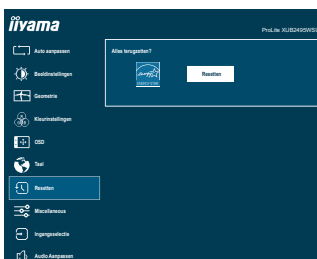 iiyama
ProLite XUB2495WSU
Auto aanpassen
Alles terugzetten?
Beeldinstellingen
Resetten
Geometrie
Kleurinstellingen
OSD
Taal
Resetten
Miscellaneous
Ingangsselectie
Audio Aanpassen